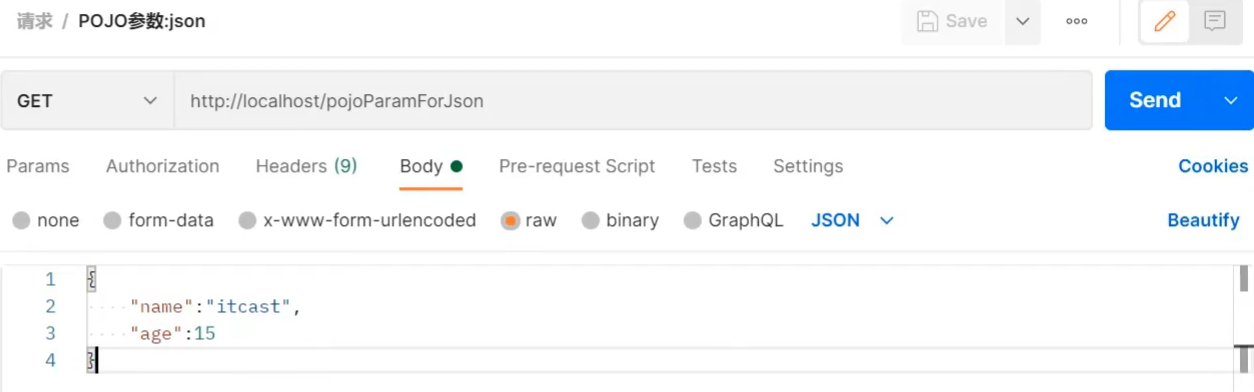 请求 / POJO参数:json Save
GET http://localhost/pojoParamForJson Send
Params Authorization Headers (9) Body Pre-request Script Tests Settings Cookies
none form-data x-www-form-urlencoded raw binary GraphQL JSON Beautify
1 {
2 "name":"itcast",
3 "age":15
4 }